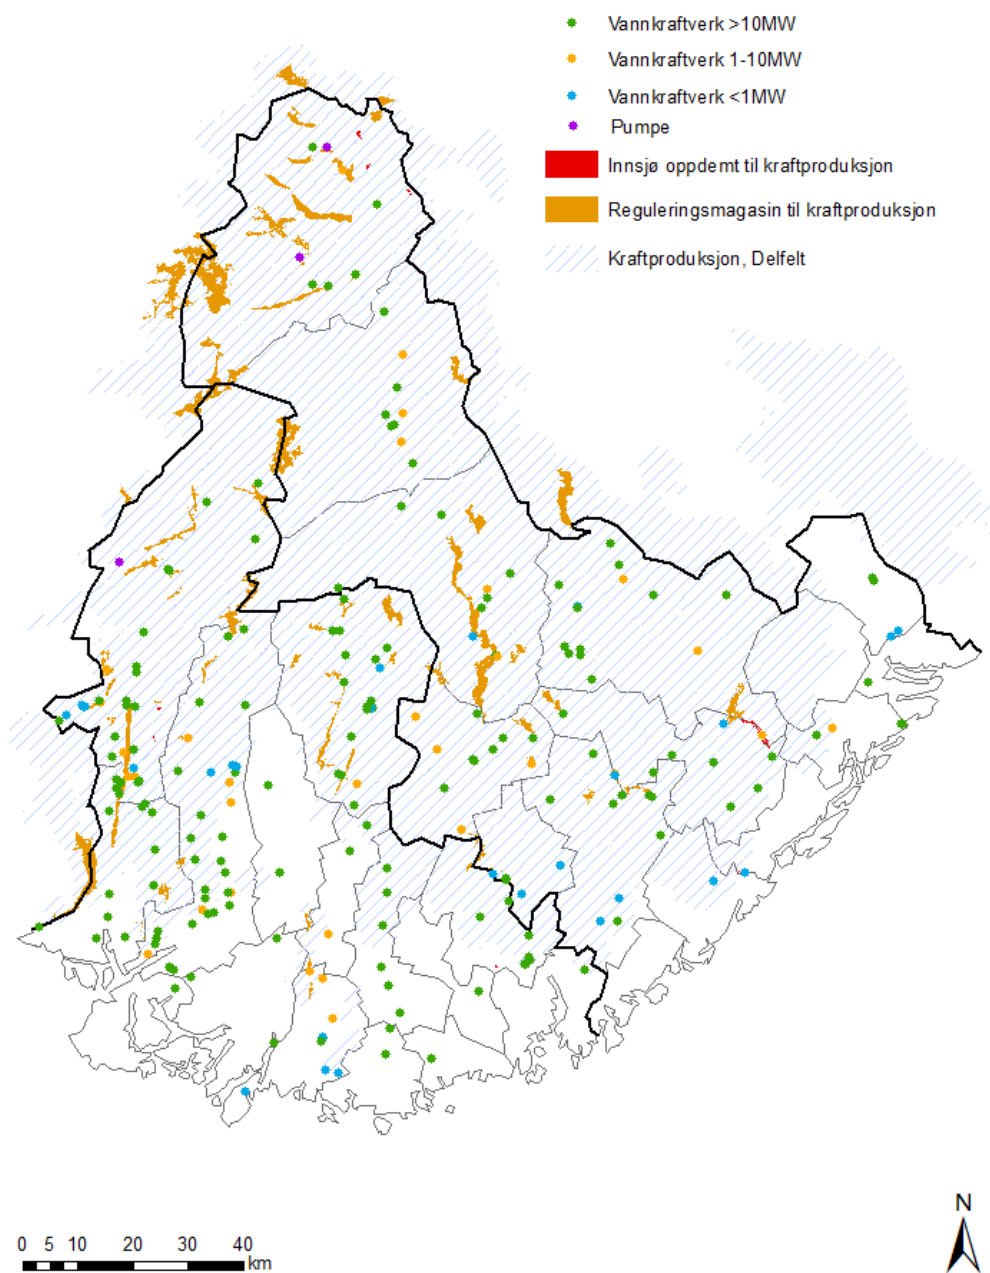 Vannkraftverk >10MW
Vannkraftverk 1-10MW
Vannkraftverk <1MW
Pumpe
Innsjø oppdemt til kraftproduksjon
Reguleringsmagasin til kraftproduksjon
Kraftproduksjon, Delfelt
N
0 5 10 20 30 40
km